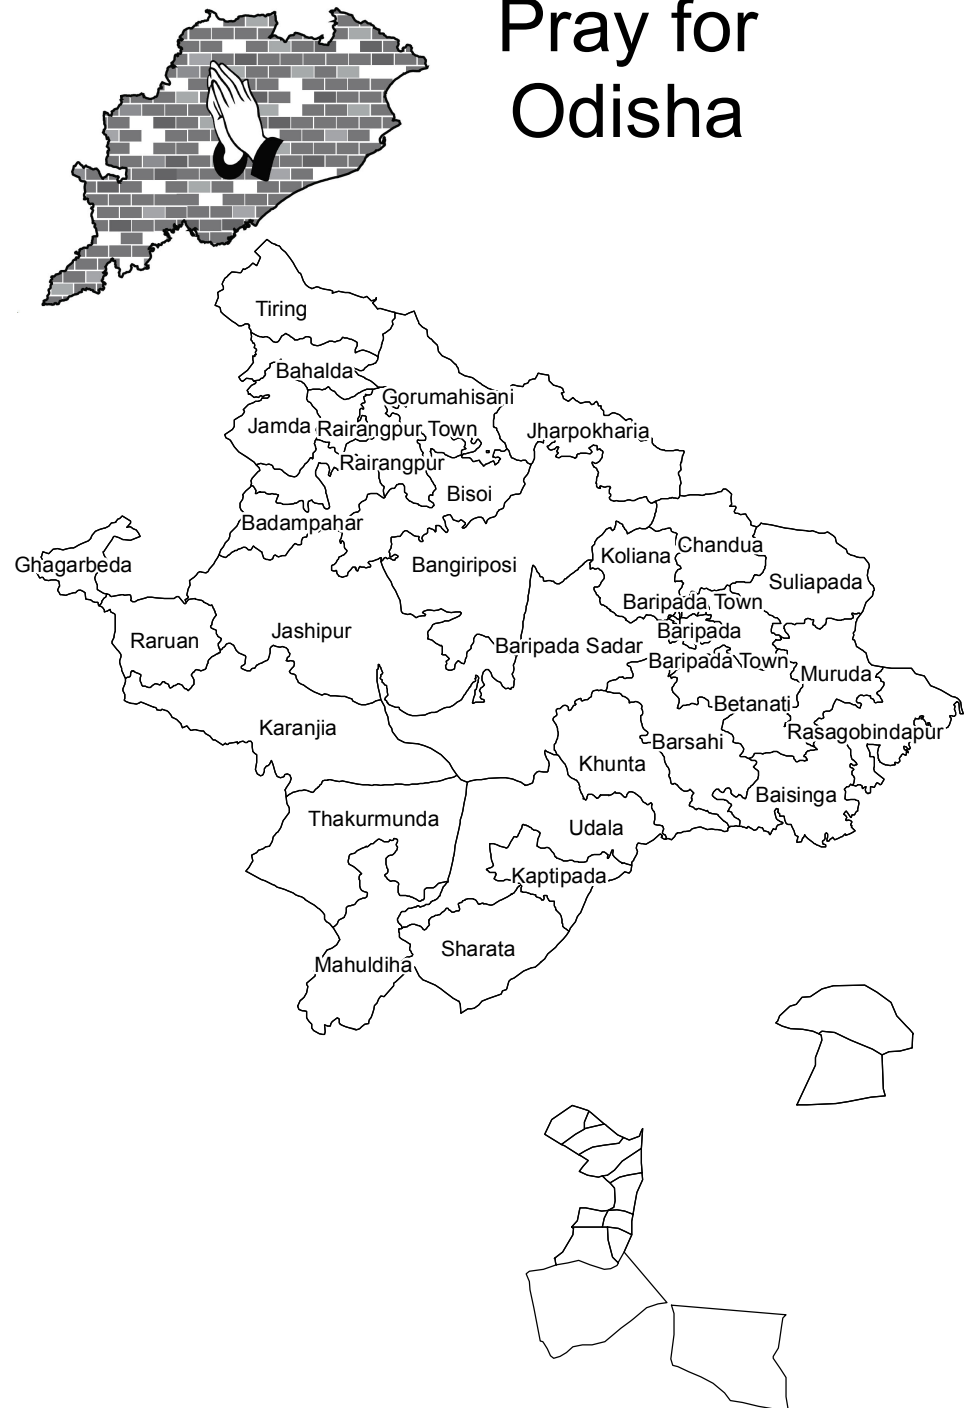 Pray for
Odisha
Tiring
Bahalda
Gorumahisani
Jamda
Rairangpur Town
Jharpokharia
Rairangpur
Bisoi
Badampahar
Ghagarbeda
Bangiriposi
Koliana
Chandua
Suliapada
Baripada Town
Raruan
Jashipur
Baripada Sadar
Baripada
Baripada Town
Muruda
Betanati
Karanjia
Barsahi
Rasagobindapur
Khunta
Baisinga
Thakurmunda
Udala
Kaptipada
Sharata
Mahuldiha